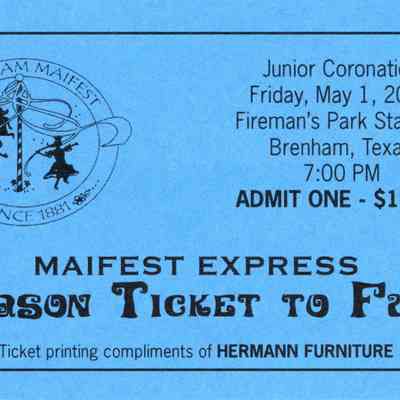 AM MAIFEST
NCE 1881
Junior Coronatio
Friday, May 1, 20
Fireman's Park Sta
Brenham, Texa
7:00 PM
ADMIT ONE - $1
MAIFEST EXPRESS
ASON TICKET TO FU
Ticket printing compliments of HERMANN FURNITURE